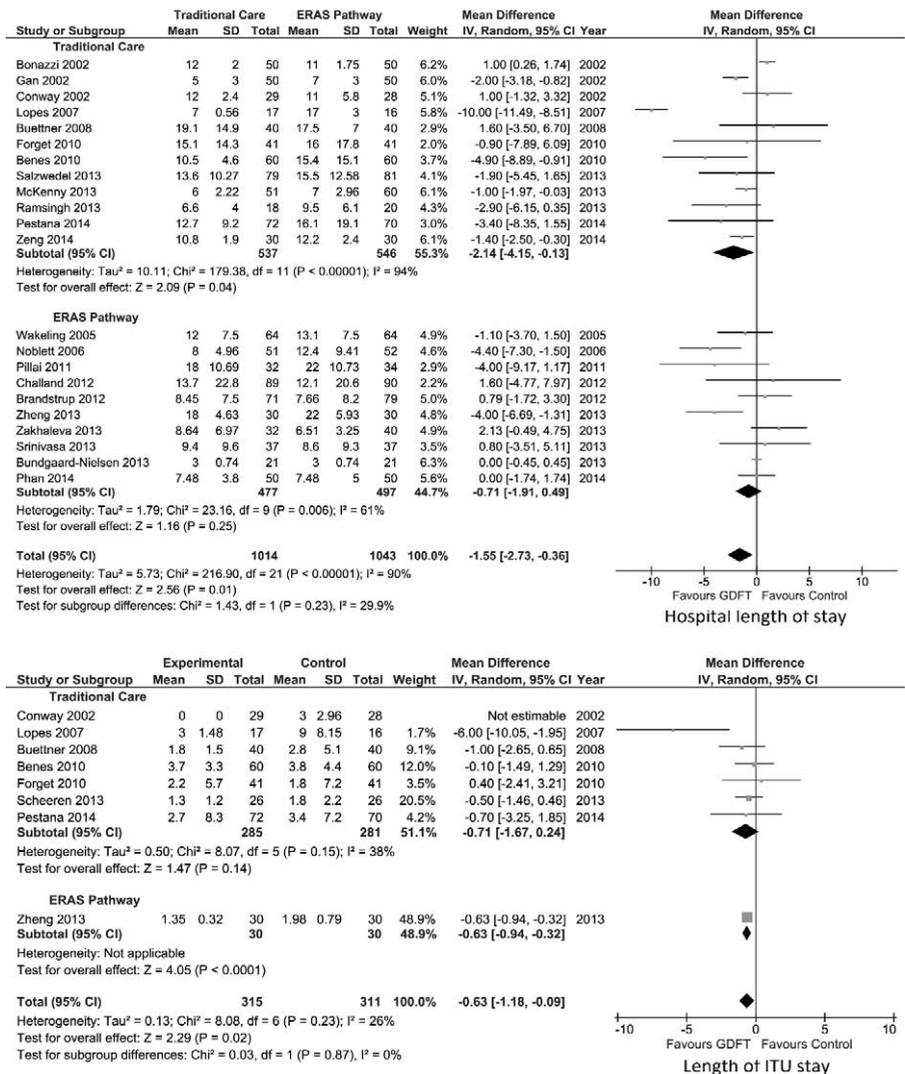 Traditional Care ERAS Pathway Mean Difference Mean Difference
Study or Subgroup Mean SD Total Mean SD Total Weight IV, Random, 95% CI Year IV, Random, 95% CI
Traditional Care
Bonazzi 2002 12 2 50 11 1.75 50 6.2% 1.00 [0.26, 1.74] 2002
Gan 2002 5 3 50 7 3 50 6.1% -2.00 [-3.18, -0.82] 2002
Conway 2002 12 2.4 29 11 5.8 28 5.1% 1.00 [-1.32, 3.32] 2002
Lopes 2007 7 0.56 17 17 3 16 5.8% -10.00 [-11.49, -8.51] 2007
Buettner 2008 19.1 14.9 40 17.5 7 40 2.9% 1.60 [-3.50, 6.70] 2008
Forget 2010 15.1 14.3 41 16 17.8 41 1.9% -0.90 [-7.89, 6.09] 2010
Benes 2010 10.5 4.6 60 15.4 15.1 60 3.7% -4.90 [-8.89, -0.91] 2010
Salzwedel 2013 13.6 10.27 79 15.5 12.58 81 4.0% -1.90 [-5.45, 1.65] 2013
McKenny 2013 6 2.22 51 7 2.96 60 6.2% -1.00 [-1.97, -0.03] 2013
Ramsingh 2013 6.6 4 18 9.5 6.1 20 4.3% -2.90 [-6.15, 0.35] 2013
Pestana 2014 12.7 9.2 72 16.1 19.1 70 3.0% -3.40 [-8.35, 1.55] 2014
Zeng 2014 10.8 1.9 30 12.2 2.4 30 6.1% -1.40 [-2.50, -0.30] 2014
Subtotal (95% CI) 537 546 55.3% -2.14 [-4.15, -0.13]
Heterogeneity: Tau² = 10.11; Chi² = 179.38, df = 11 (P < 0.00001); I² = 94%
Test for overall effect: Z = 2.09 (P = 0.04)
ERAS Pathway
Wakeling 2005 12 7.5 64 13.1 7.5 64 4.9% -1.10 [-3.70, 1.50] 2005
Noblett 2006 8 4.96 51 12.4 9.41 52 4.6% -4.40 [-7.30, -1.50] 2006
Pillai 2011 18 10.69 32 22 10.73 34 2.8% -4.00 [-9.17, 1.17] 2011
Challand 2012 13.7 22.8 89 12.1 20.6 90 2.2% 1.60 [-4.77, 7.97] 2012
Brandstrup 2012 8.45 7.5 71 7.66 8.2 79 5.0% 0.79 [-1.72, 3.30] 2012
Zheng 2013 18 4.63 30 22 5.93 30 4.8% -4.00 [-6.69, -1.31] 2013
Zakhaleva 2013 8.64 6.97 32 6.51 3.25 40 4.9% 2.13 [-0.49, 4.75] 2013
Srinivasa 2013 9.4 9.6 37 8.6 9.3 37 3.5% 0.80 [-3.51, 5.11] 2013
Bundgaard-Nielsen 2013 3 0.74 21 3 0.74 21 6.3% 0.00 [-0.45, 0.45] 2013
Phan 2014 7.48 3.8 50 7.48 5 50 5.6% 0.00 [-1.74, 1.74] 2014
Subtotal (95% CI) 477 497 44.7% -0.71 [-1.91, 0.49]
Heterogeneity: Tau² = 1.79; Chi² = 23.16, df = 9 (P = 0.006); I² = 61%
Test for overall effect: Z = 1.16 (P = 0.25)
Total (95% CI) 1014 1043 100.0% -1.55 [-2.73, -0.36]
Heterogeneity: Tau² = 5.73; Chi² = 216.90, df = 21 (P < 0.00001); I² = 90%
Test for overall effect: Z = 2.56 (P = 0.01)
Test for subgroup differences: Chi² = 1.43, df = 1 (P = 0.23), I² = 29.9%
-10 -5 0 5 10
Favours GDFT Favours Control
Hospital length of stay
Experimental Control Mean Difference Mean Difference
Study or Subgroup Mean SD Total Mean SD Total Weight IV, Random, 95% CI Year IV, Random, 95% CI
Traditional Care
Conway 2002 0 0 29 3 2.96 28 Not estimable 2002
Lopes 2007 3 1.48 17 9 8.15 16 1.7% -6.00 [-10.05, -1.95] 2007
Buettner 2008 1.8 1.5 40 2.8 5.1 40 9.1% -1.00 [-2.65, 0.65] 2008
Benes 2010 3.7 3.3 60 3.8 4.4 60 12.0% -0.10 [-1.49, 1.29] 2010
Forget 2010 2.2 5.7 41 1.8 7.2 41 3.5% 0.40 [-2.41, 3.21] 2010
Scheeren 2013 1.3 1.2 26 1.8 2.2 26 20.5% -0.50 [-1.46, 0.46] 2013
Pestana 2014 2.7 8.3 72 3.4 7.2 70 4.2% -0.70 [-3.25, 1.85] 2014
Subtotal (95% CI) 285 281 51.1% -0.71 [-1.67, 0.24]
Heterogeneity: Tau² = 0.50; Chi² = 8.07, df = 5 (P = 0.15); I² = 38%
Test for overall effect: Z = 1.47 (P = 0.14)
ERAS Pathway
Zheng 2013 1.35 0.32 30 1.98 0.79 30 48.9% -0.63 [-0.94, -0.32] 2013
Subtotal (95% CI) 30 30 48.9% -0.63 [-0.94, -0.32]
Heterogeneity: Not applicable
Test for overall effect: Z = 4.05 (P < 0.0001)
Total (95% CI) 315 311 100.0% -0.63 [-1.18, -0.09]
Heterogeneity: Tau² = 0.13; Chi² = 8.08, df = 6 (P = 0.23); I² = 26%
Test for overall effect: Z = 2.29 (P = 0.02)
Test for subgroup differences: Chi² = 0.03, df = 1 (P = 0.87), I² = 0%
-10 -5 0 5 10
Favours GDFT Favours Control
Length of ITU stay